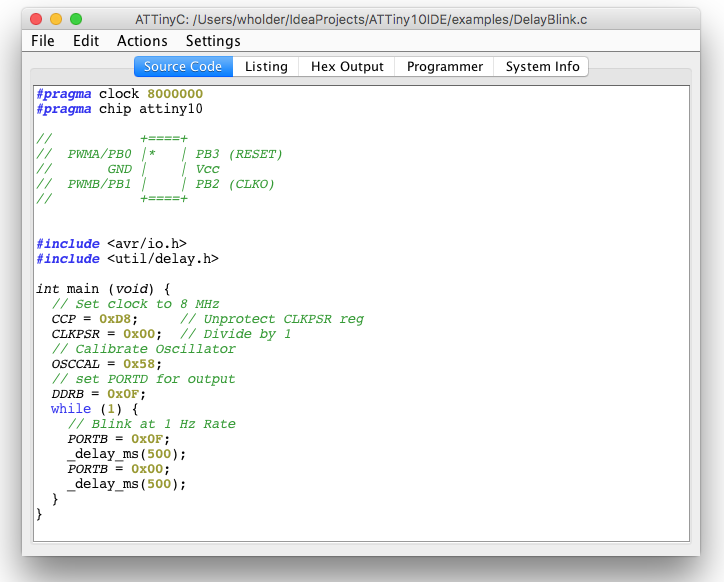 ATTinyC: /Users/wholder/IdeaProjects/ATTiny10IDE/examples/DelayBlink.c
File Edit Actions Settings
Source Code Listing Hex Output Programmer System Info
#pragma clock 8000000
#pragma chip attiny10
//           +====+
//  PWMA/PB0 |*   | PB3 (RESET)
//       GND |    | Vcc
//  PWMB/PB1 |    | PB2 (CLKO)
//           +====+
#include <avr/io.h>
#include <util/delay.h>
int main (void) {
  // Set clock to 8 MHz
  CCP = 0xD8;     // Unprotect CLKPSR reg
  CLKPSR = 0x00;  // Divide by 1
  // Calibrate Oscillator
  OSCCAL = 0x58;
  // set PORTD for output
  DDRB = 0x0F;
  while (1) {
    // Blink at 1 Hz Rate
    PORTB = 0x0F;
    _delay_ms(500);
    PORTB = 0x00;
    _delay_ms(500);
  }
}